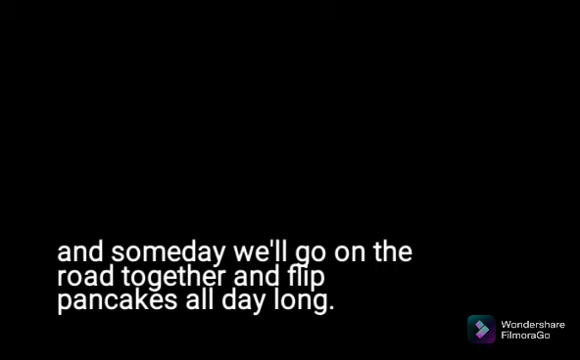 and someday we'll go on the
road together and flip
pancakes all day long.
Wondershare
FilmoraGo